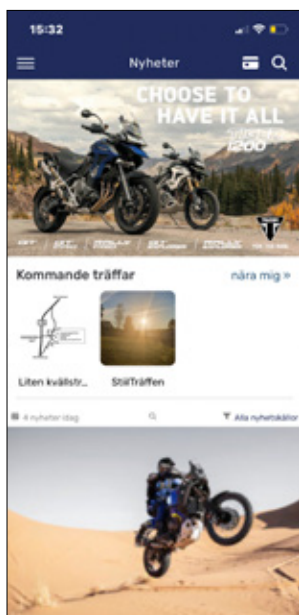 15:32
Nyheter
CHOOSE TO
HAVE IT ALL
1200
Kommande träffar
nära mig »
Liten kvällstr...
StillTräffen
4 nyheter idag
Alla nyhetskällor